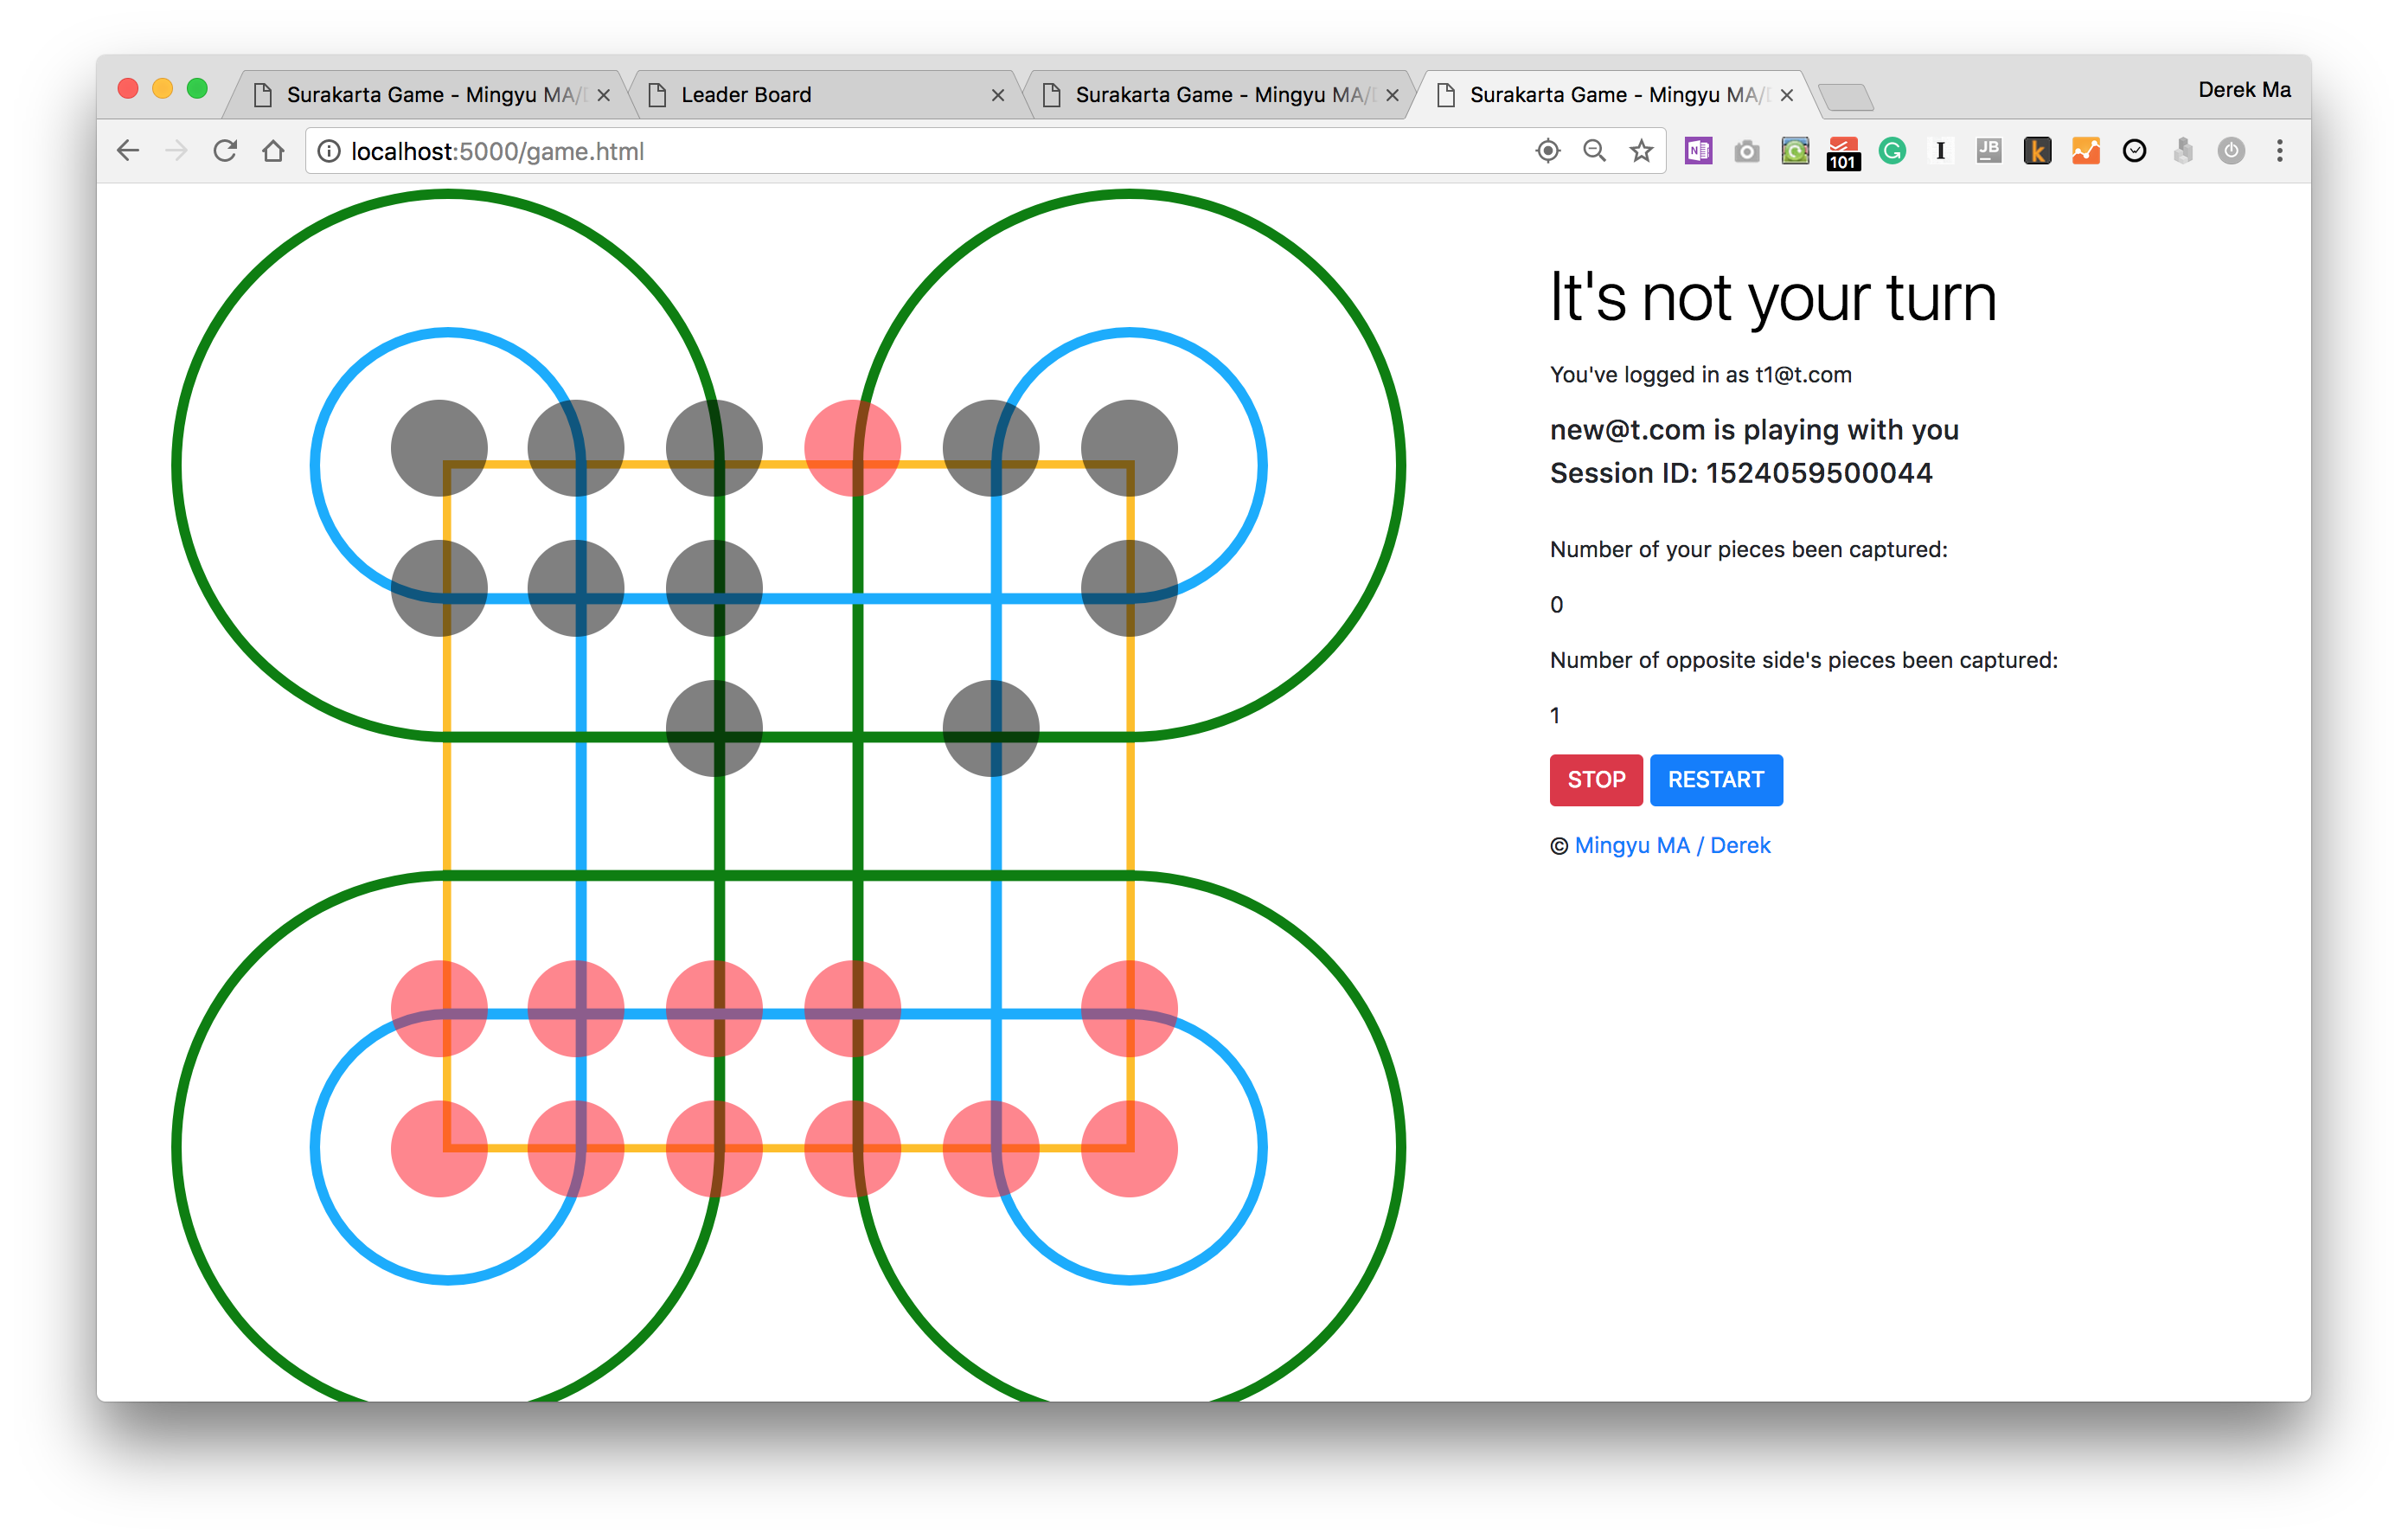 Surakarta Game - Mingyu MA/
Leader Board
Surakarta Game - Mingyu MA/
Surakarta Game - Mingyu MA/
Derek Ma
localhost:5000/game.html
N
101
G
I
JB
k
It's not your turn
You've logged in as t1@t.com
new@t.com is playing with you
Session ID: 1524059500044
Number of your pieces been captured:
0
Number of opposite side's pieces been captured:
1
STOP RESTART
© Mingyu MA / Derek